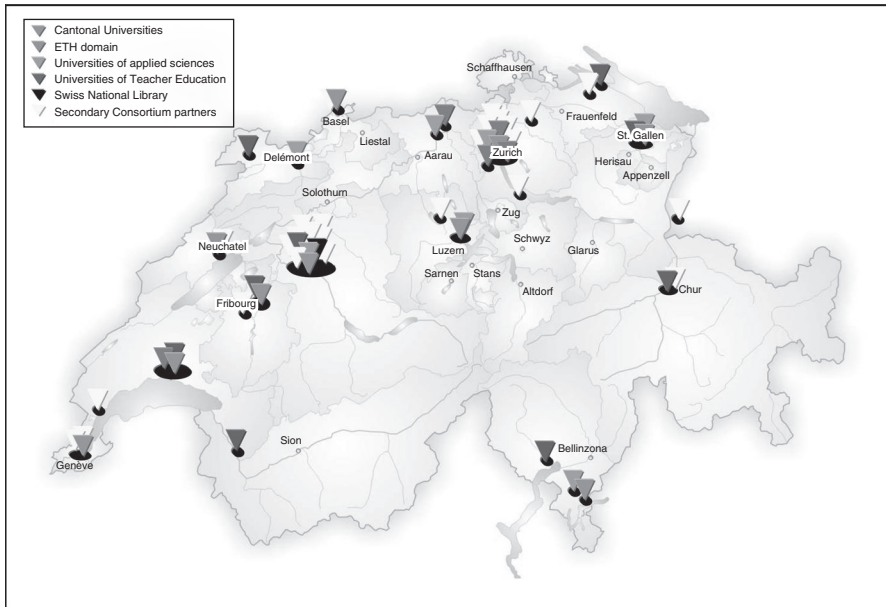 Cantonal Universities
ETH domain
Universities of applied sciences
Universities of Teacher Education
Swiss National Library
Secondary Consortium partners
Schaffhausen
Basel
Frauenfeld
Liestal
St. Gallen
Delémont
Aarau
Zurich
Herisau
Appenzell
Solothurn
Zug
Neuchatel
Luzern
Schwyz
Glarus
Sarnen
Stans
Fribourg
Altdorf
Chur
Sion
Bellinzona
Genève